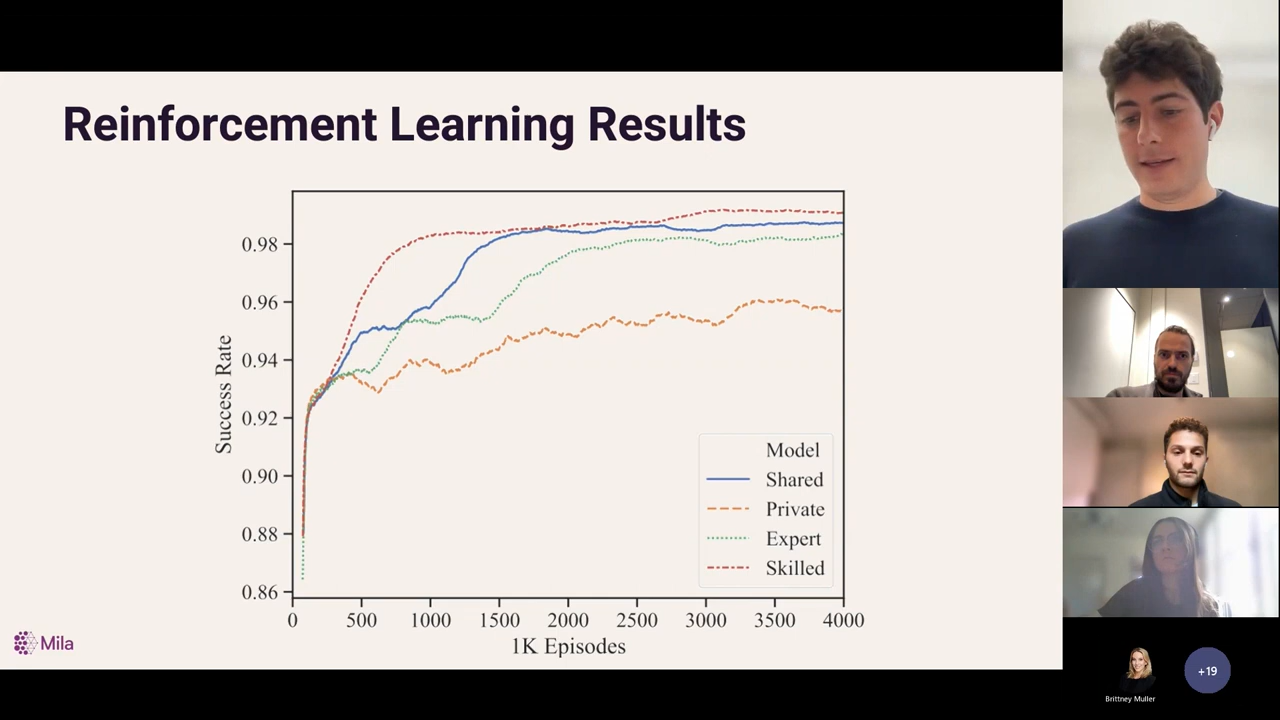 Reinforcement Learning Results
0.98
0.96
0.94
0.92
0.90
0.88
0.86
Success Rate
Model
Shared
Private
Expert
Skilled
0 500 1000 1500 2000 2500 3000 3500 4000
1K Episodes
Mila
Brittney Muller
+19